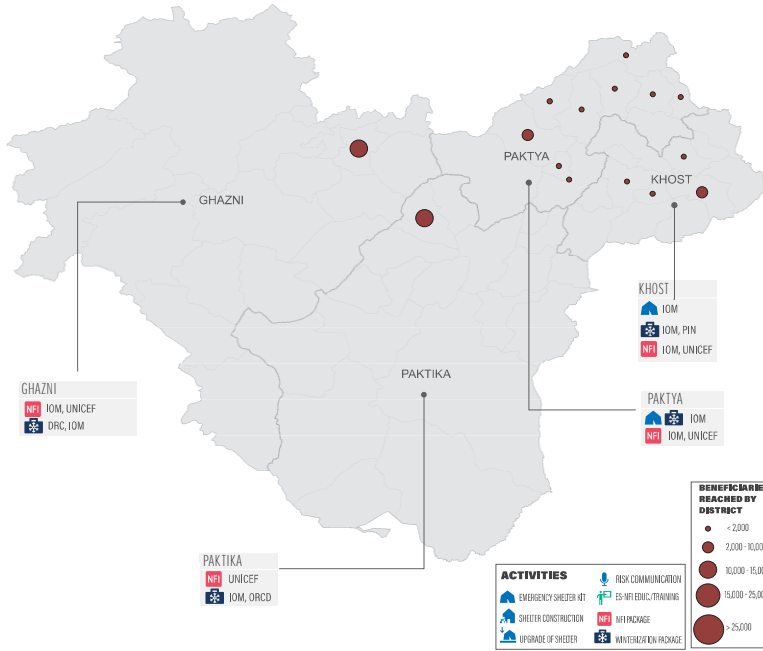 PAKTYA
KHOST
GHAZNI
PAKTIKA
KHOST
IOM
IOM, PIN
NFI IOM, UNICEF
GHAZNI
NFI IOM, UNICEF
DRC, IOM
PAKTYA
IOM
NFI IOM, UNICEF
PAKTIKA
NFI UNICEF
IOM, ORCD
ACTIVITIES
EMERGENCY SHELTER KIT
SHELTER CONSTRUCTION
UPGRADE OF SHELTER
RISK COMMUNICATION
ES-NFI EDUC./TRAINING
NFI NFI PACKAGE
WINTERIZATION PACKAGE
BENEFICIARIE
REACHED BY
DISTRICT
< 2,000
2,000 - 10,00
10,000 - 15,00
15,000 - 25,00
> 25,000